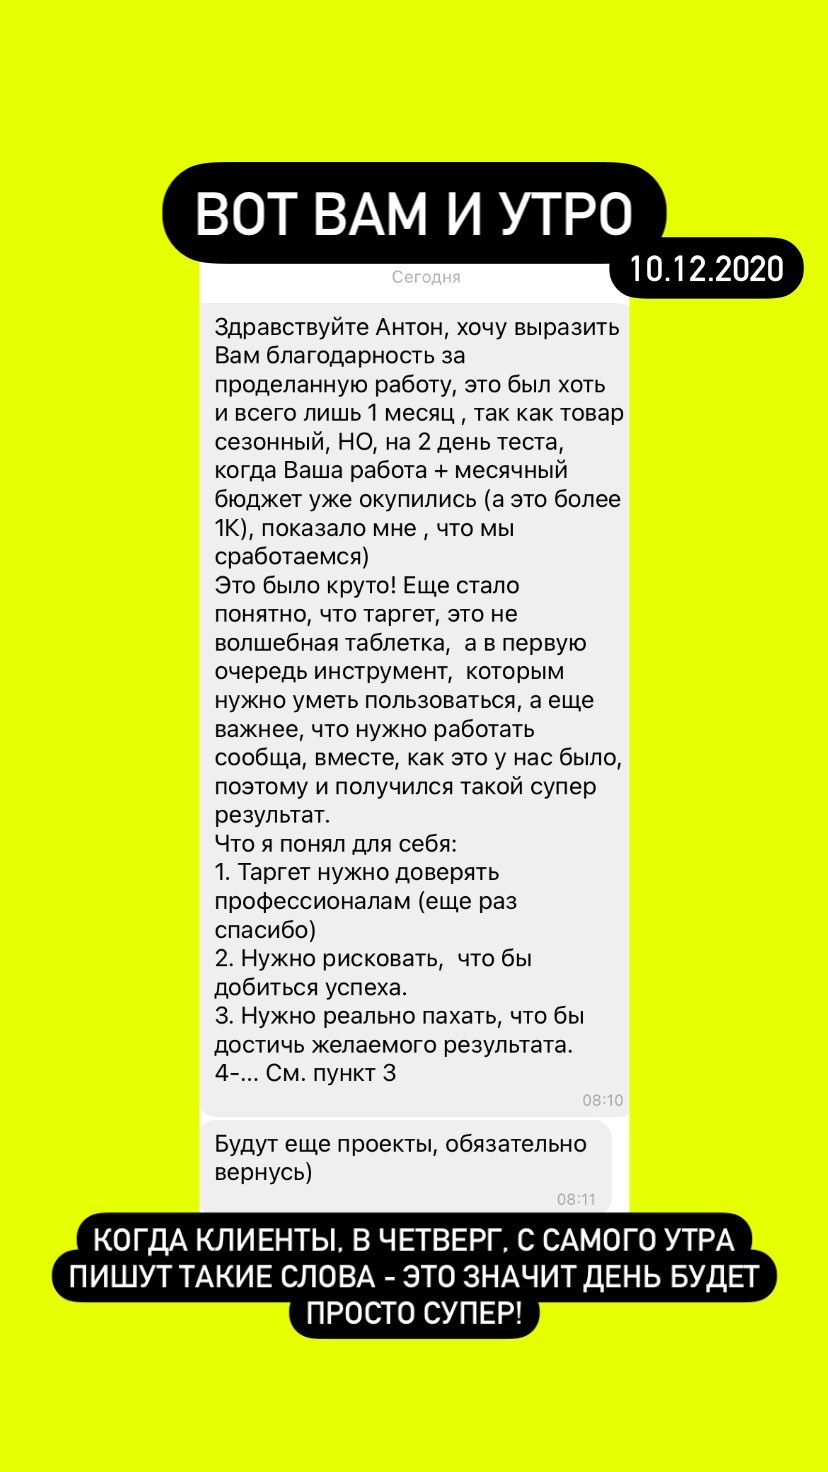 ВОТ ВАМ И УТРО
10.12.2020
Сегодня
Здравствуйте Антон, хочу выразить
Вам благодарность за
проделанную работу, это был хоть
и всего лишь 1 месяц , так как товар
сезонный, НО, на 2 день теста,
когда Ваша работа + месячный
бюджет уже окупились (а это более
1К), показало мне , что мы
сработаемся)
Это было круто! Еще стало
понятно, что таргет, это не
волшебная таблетка,  а в первую
очередь инструмент,  которым
нужно уметь пользоваться, а еще
важнее, что нужно работать
сообща, вместе, как это у нас было,
поэтому и получился такой супер
результат.
Что я понял для себя:
1. Таргет нужно доверять
профессионалам (еще раз
спасибо)
2. Нужно рисковать,  что бы
добиться успеха.
3. Нужно реально пахать, что бы
достичь желаемого результата.
4-... См. пункт 3
08:10
Будут еще проекты, обязательно
вернусь)
08:11
КОГДА КЛИЕНТЫ, В ЧЕТВЕРГ, С САМОГО УТРА
ПИШУТ ТАКИЕ СЛОВА - ЭТО ЗНАЧИТ ДЕНЬ БУДЕТ
ПРОСТО СУПЕР!